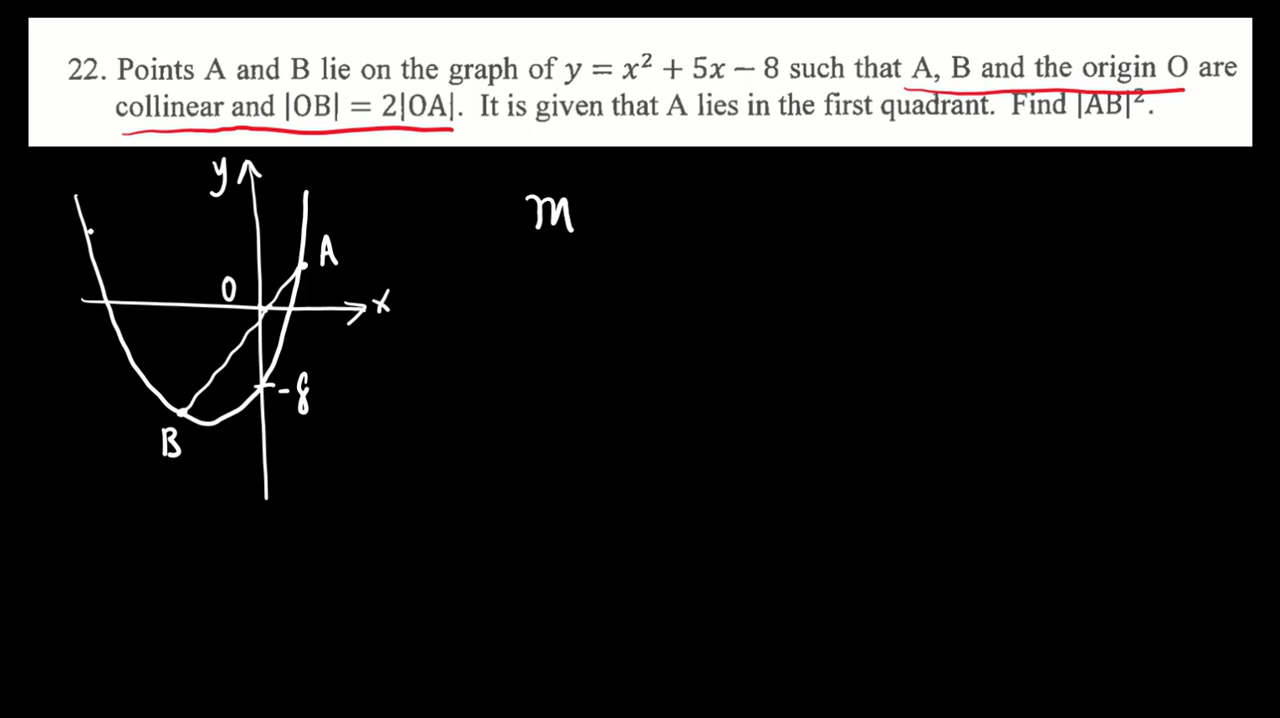 22. Points A and B lie on the graph of y = x² + 5x − 8 such that A, B and the origin O are
collinear and |OB| = 2|OA|. It is given that A lies in the first quadrant. Find |AB|².
y
m
A
O
x
-8
B